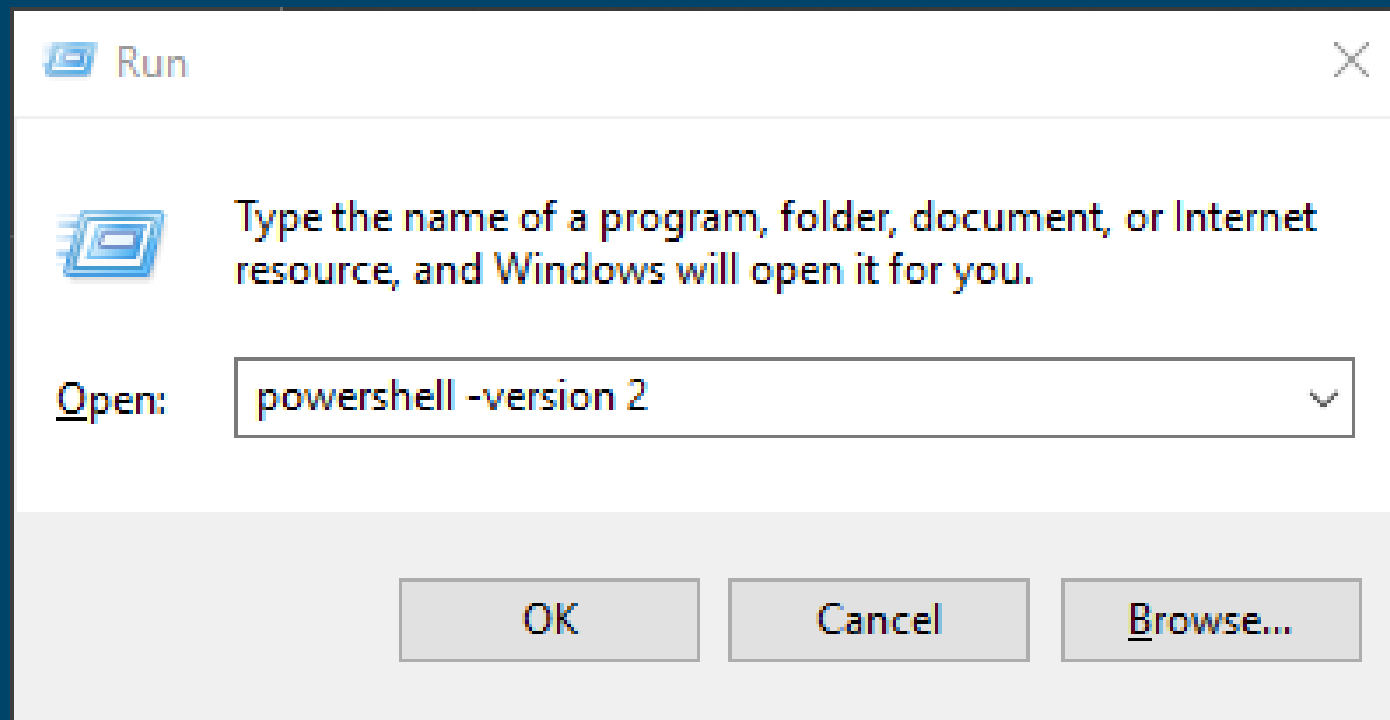 Run
Type the name of a program, folder, document, or Internet
resource, and Windows will open it for you.
Open: powershell -version 2
OK Cancel Browse...